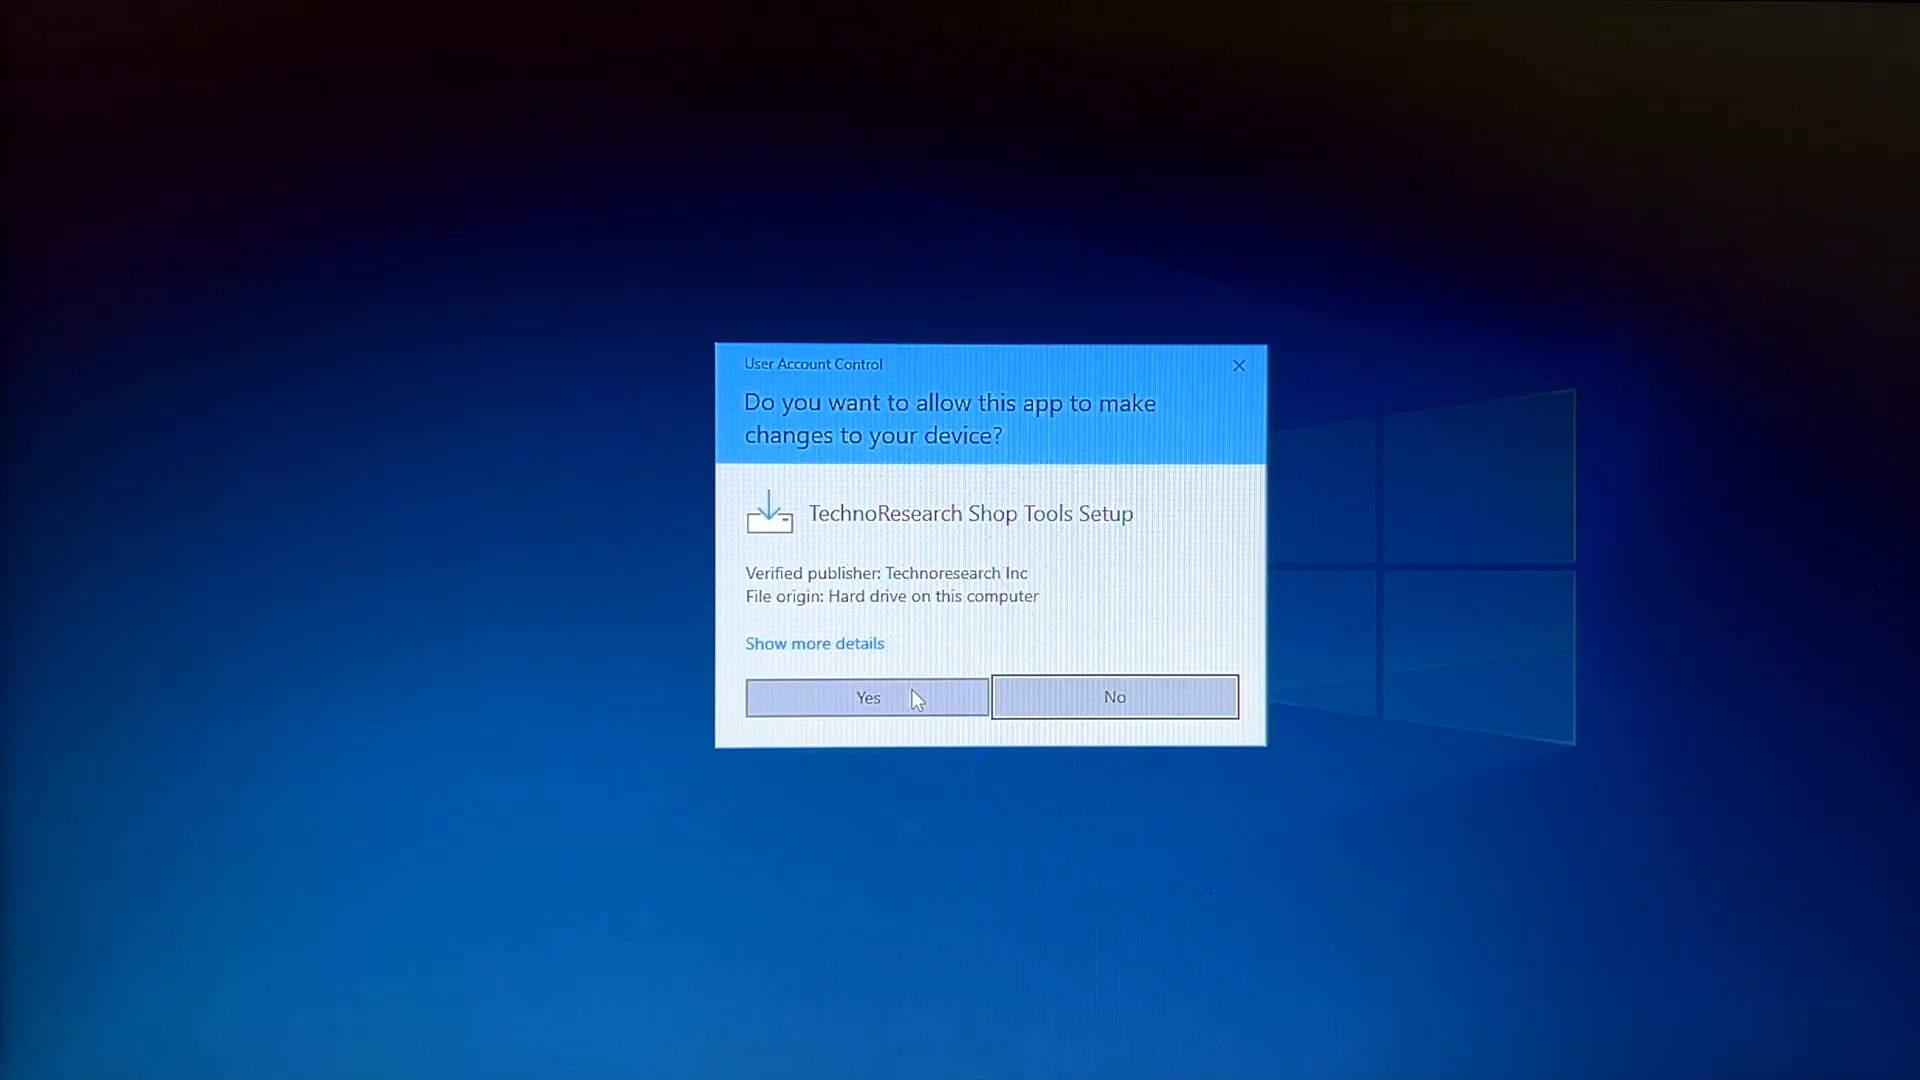 User Account Control
Do you want to allow this app to make
changes to your device?
TechnoResearch Shop Tools Setup
Verified publisher: Technoresearch Inc
File origin: Hard drive on this computer
Show more details
Yes
No